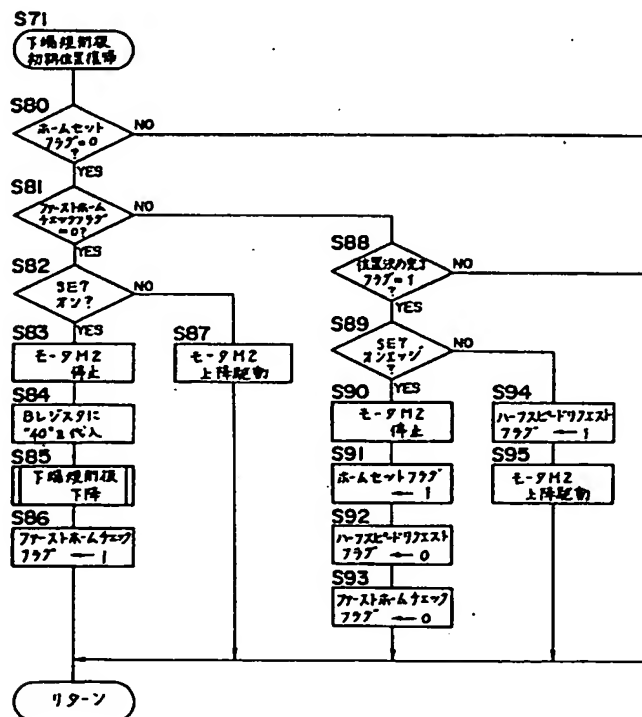 S71
下端規制板
初期位置復帰
S80
ホームセット
フラグ=0
?
NO
YES
S81
ファーストホーム
チェックフラグ
=0?
NO
YES
S82
SE7
オン?
NO
YES
S83
モータM2
停止
S84
Bレジスタに
"40"を代入
S85
下端規制板
下降
S86
ファーストホームチェック
フラグ ← 1
S87
モータM2
上昇駆動
S88
位置決め完了
フラグ=1
?
NO
YES
S89
SE7
オンエッジ
?
NO
YES
S90
モータM2
停止
S91
ホームセットフラグ
← 1
S92
ハーフスピードリクエスト
フラグ ← 0
S93
ファーストホームチェック
フラグ ← 0
S94
ハーフスピードリクエスト
フラグ ← 1
S95
モータM2
上昇駆動
リターン